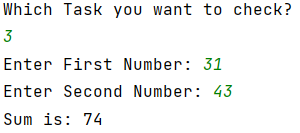 Which Task you want to check?
3
Enter First Number: 31
Enter Second Number: 43
Sum is: 74